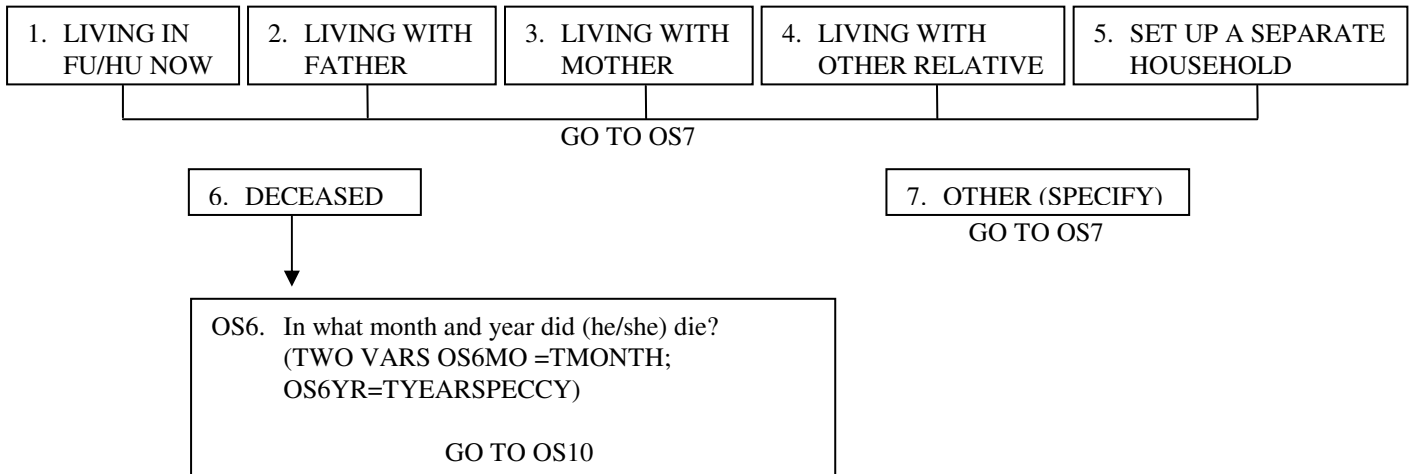 1. LIVING IN
FU/HU NOW
2. LIVING WITH
FATHER
3. LIVING WITH
MOTHER
4. LIVING WITH
OTHER RELATIVE
5. SET UP A SEPARATE
HOUSEHOLD
GO TO OS7
6. DECEASED
7. OTHER (SPECIFY)
GO TO OS7
OS6. In what month and year did (he/she) die?
(TWO VARS OS6MO =TMONTH;
OS6YR=TYEARSPECCY)
GO TO OS10